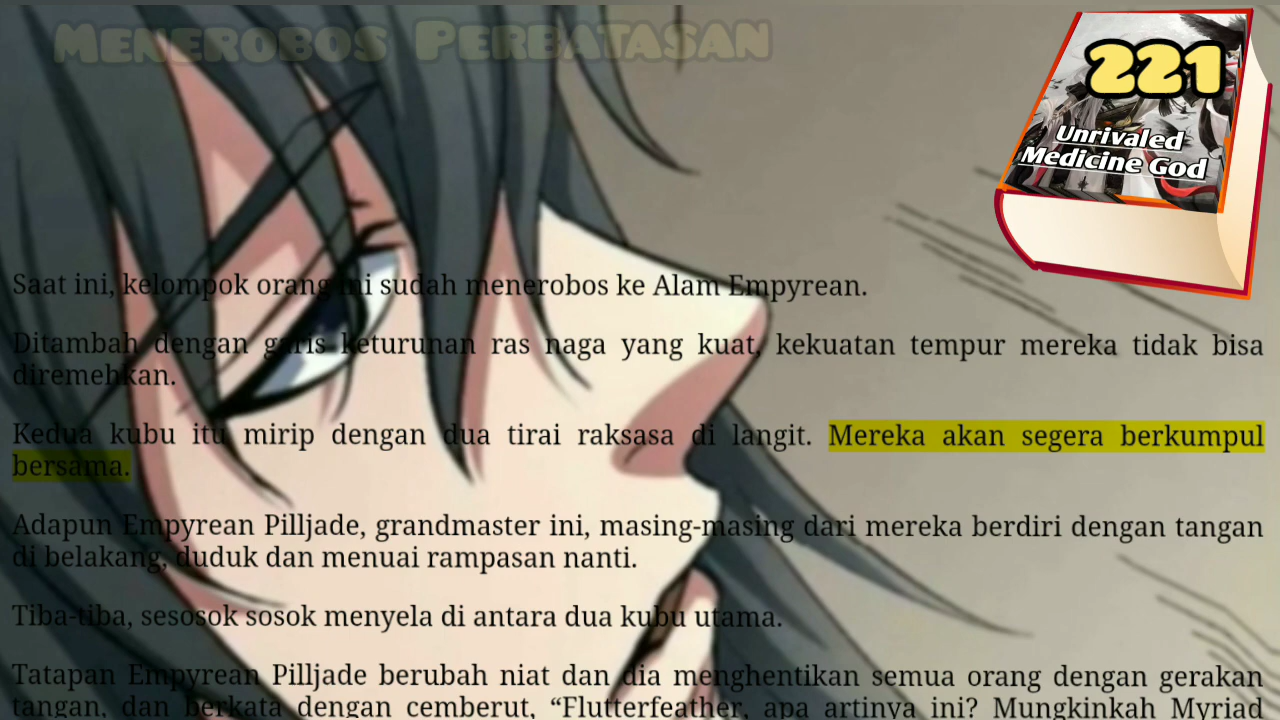 Menerobos Perbatasan
221
Unrivaled
Medicine God
Saat ini, kelompok orang ini sudah menerobos ke Alam Empyrean.
Ditambah dengan garis keturunan ras naga yang kuat, kekuatan tempur mereka tidak bisa
diremehkan.
Kedua kubu itu mirip dengan dua tirai raksasa di langit. Mereka akan segera berkumpul
bersama.
Adapun Empyrean Pilljade, grandmaster ini, masing-masing dari mereka berdiri dengan tangan
di belakang, duduk dan menuai rampasan nanti.
Tiba-tiba, sesosok sosok menyela di antara dua kubu utama.
Tatapan Empyrean Pilljade berubah niat dan dia menghentikan semua orang dengan gerakan
tangan, dan berkata dengan cemberut, “Flutterfeather, apa artinya ini? Mungkinkah Myriad